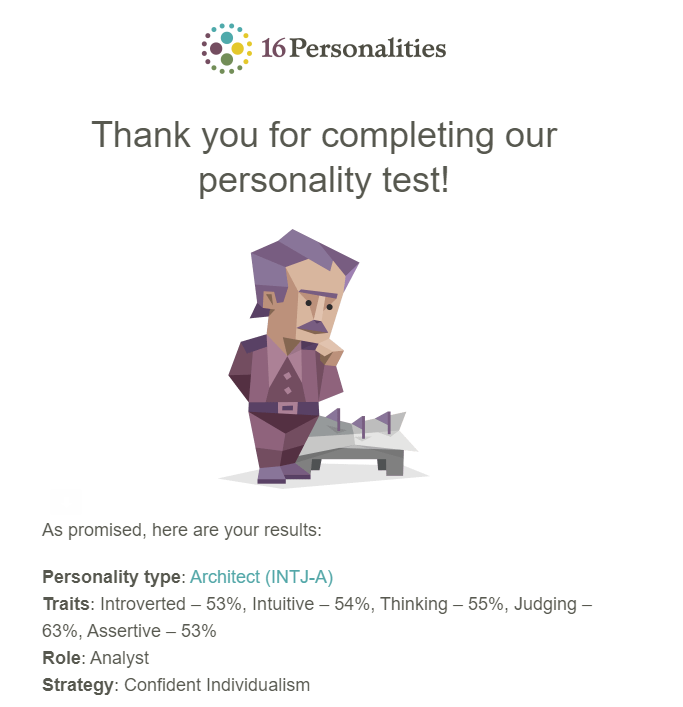 16Personalities
Thank you for completing our
personality test!
As promised, here are your results:
Personality type: Architect (INTJ-A)
Traits: Introverted – 53%, Intuitive – 54%, Thinking – 55%, Judging –
63%, Assertive – 53%
Role: Analyst
Strategy: Confident Individualism